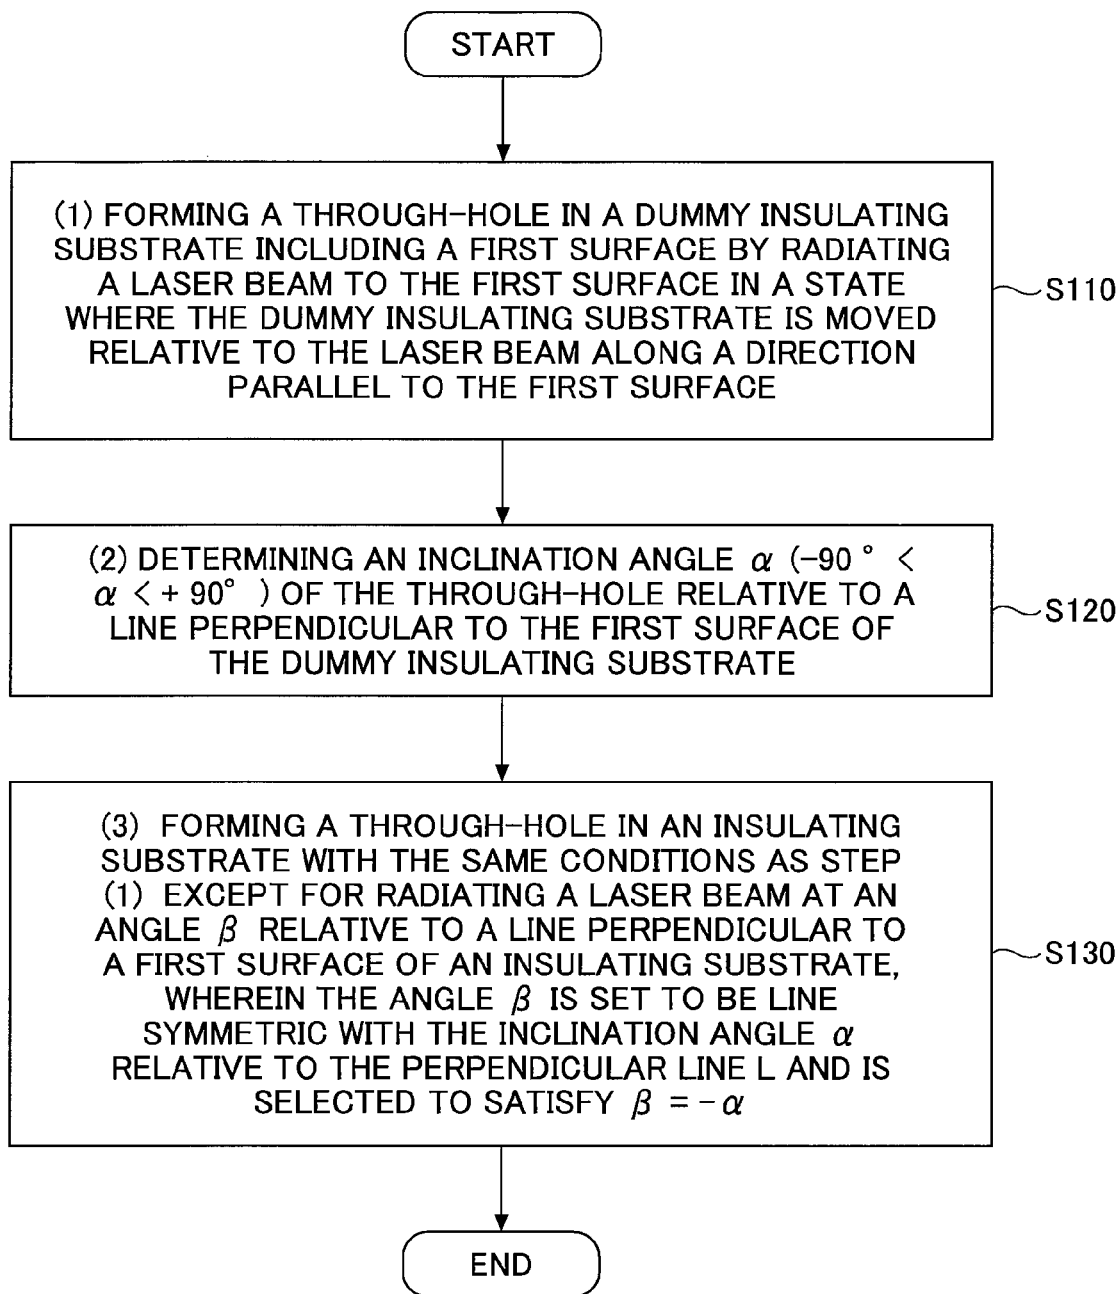 START
(1) FORMING A THROUGH-HOLE IN A DUMMY INSULATING
SUBSTRATE INCLUDING A FIRST SURFACE BY RADIATING
A LASER BEAM TO THE FIRST SURFACE IN A STATE
WHERE THE DUMMY INSULATING SUBSTRATE IS MOVED
RELATIVE TO THE LASER BEAM ALONG A DIRECTION
PARALLEL TO THE FIRST SURFACE
S110
(2) DETERMINING AN INCLINATION ANGLE α (-90° <
α < + 90° ) OF THE THROUGH-HOLE RELATIVE TO A
LINE PERPENDICULAR TO THE FIRST SURFACE OF
THE DUMMY INSULATING SUBSTRATE
S120
(3) FORMING A THROUGH-HOLE IN AN INSULATING
SUBSTRATE WITH THE SAME CONDITIONS AS STEP
(1) EXCEPT FOR RADIATING A LASER BEAM AT AN
ANGLE β RELATIVE TO A LINE PERPENDICULAR TO
A FIRST SURFACE OF AN INSULATING SUBSTRATE,
WHEREIN THE ANGLE β IS SET TO BE LINE
SYMMETRIC WITH THE INCLINATION ANGLE α
RELATIVE TO THE PERPENDICULAR LINE L AND IS
SELECTED TO SATISFY β = -α
S130
END